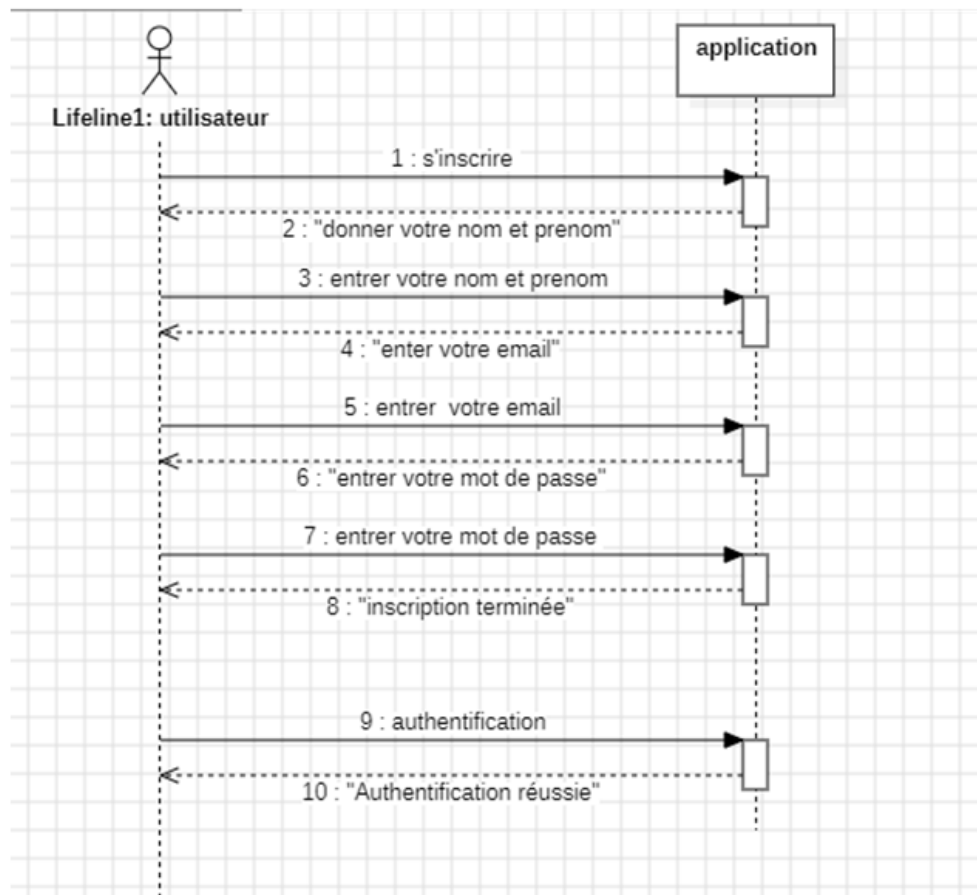 application
Lifeline1: utilisateur
1 : s'inscrire
2 : "donner votre nom et prenom"
3 : entrer votre nom et prenom
4 : "enter votre email"
5 : entrer  votre email
6 : "entrer votre mot de passe"
7 : entrer votre mot de passe
8 : "inscription terminée"
9 : authentification
10 : "Authentification réussie"